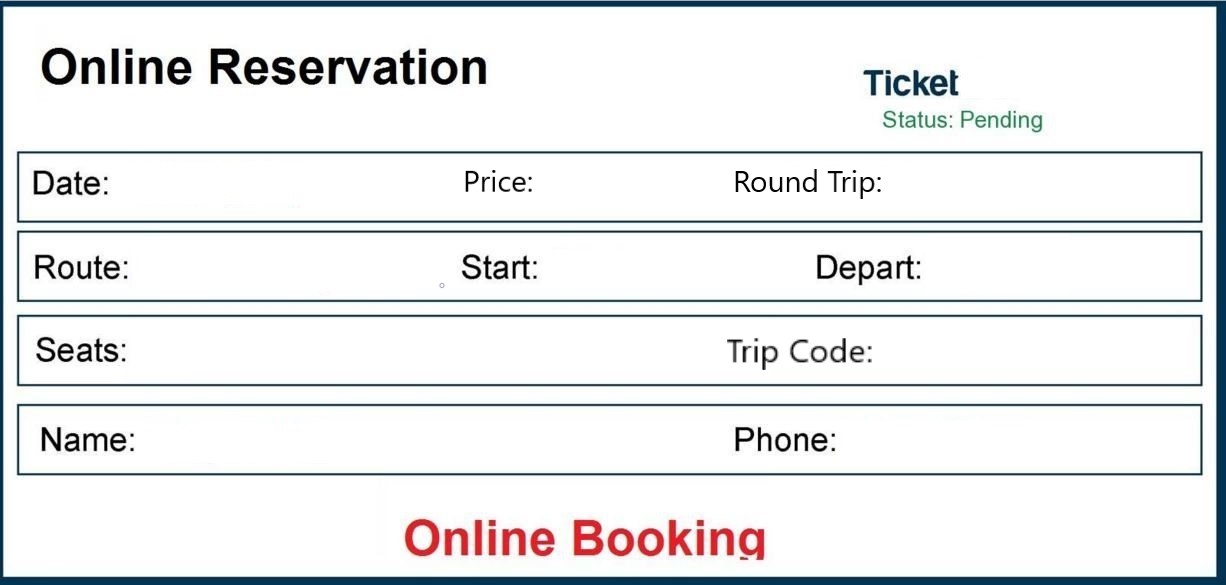 Online Reservation
Ticket
Status: Pending
Date: Price: Round Trip:
Route: Start: Depart:
Seats: Trip Code:
Name: Phone:
Online Booking